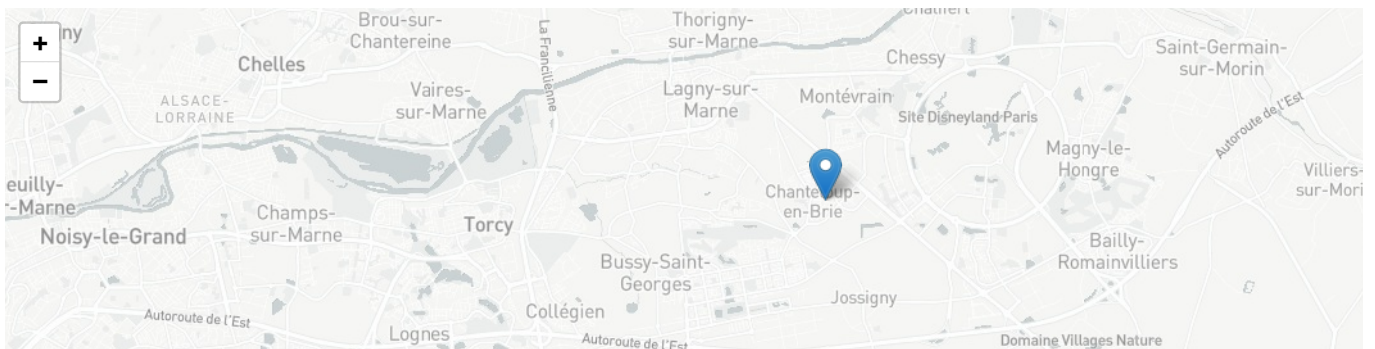 +
−
ny
Brou-sur-
Chantereine
Thorigny-
sur-Marne
Chalifert
La Francilienne
Chelles
Chessy
Saint-Germain-
sur-Morin
ALSACE-
LORRAINE
Vaires-
sur-Marne
Lagny-sur-
Marne
Montévrain
Site Disneyland Paris
Autoroute de l'Est
Magny-le-
Hongre
Villiers-
sur-Mori
euilly-
-Marne
Chanteloup-
en-Brie
Noisy-le-Grand
Champs-
sur-Marne
Torcy
Bailly-
Romainvilliers
Bussy-Saint-
Georges
Jossigny
Collégien
Autoroute de l'Est
Lognes
Autoroute de l'Est
Domaine Villages Nature